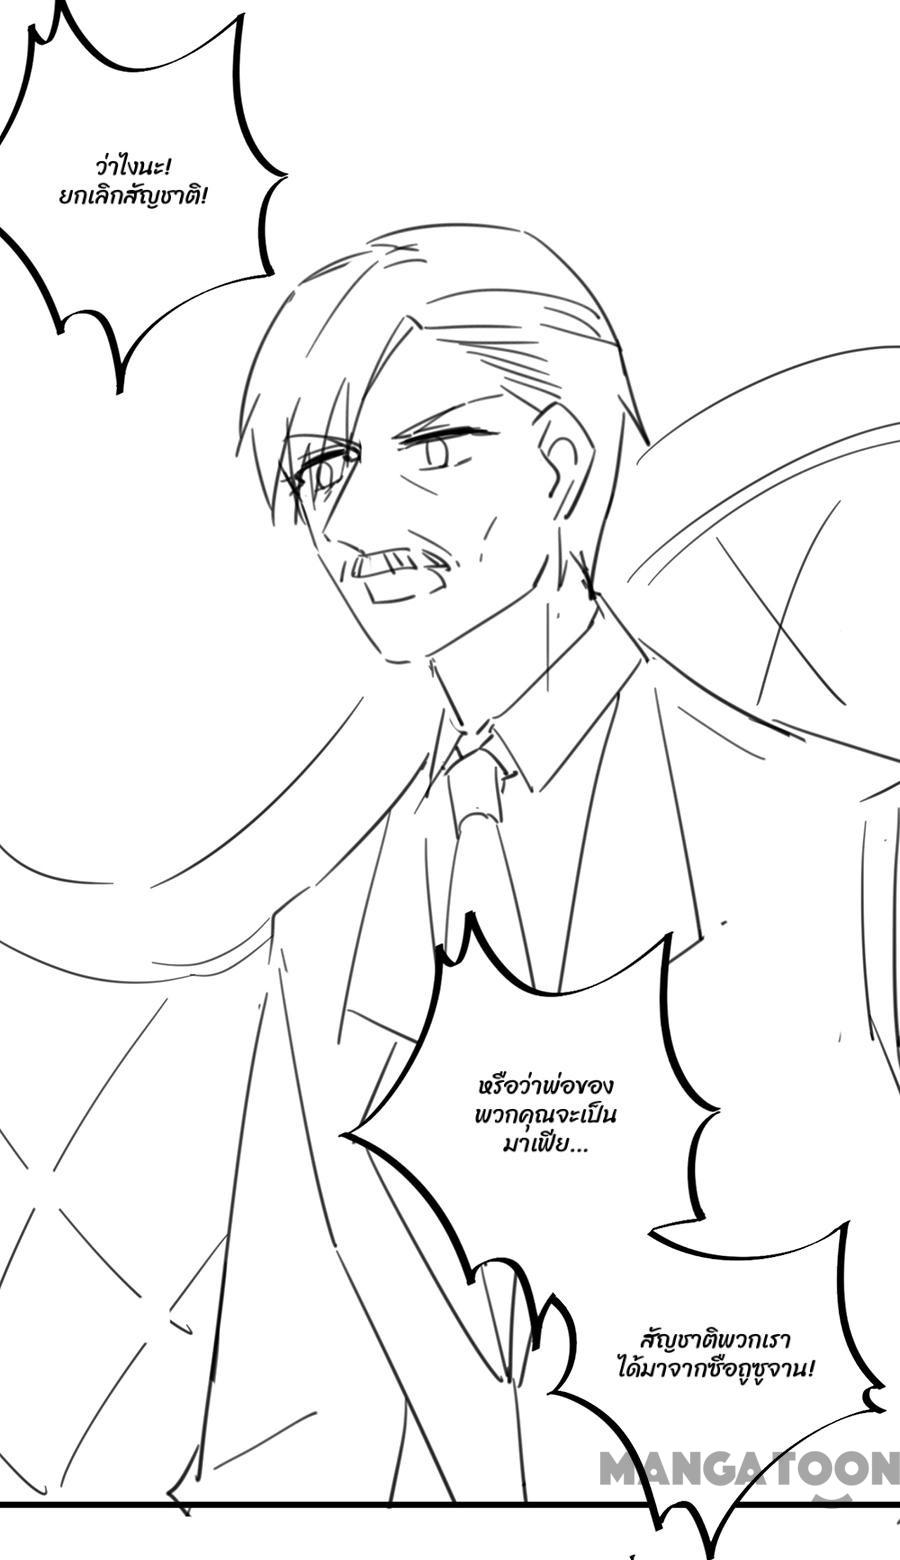 ว่าไงนะ!
ยกเลิกสัญชาติ!
หรือว่าพ่อของ
พวกคุณจะเป็น
มาเฟีย...
สัญชาติพวกเรา
ได้มาจากซือถูซูจาน!
MANGATOON